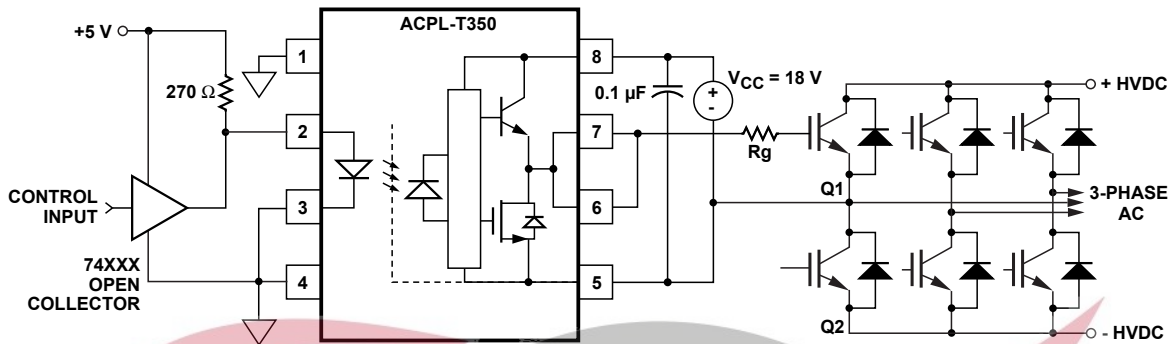 ACPL-T350
+5 V
270 Ω
CONTROL
INPUT
74XXX
OPEN
COLLECTOR
1
2
3
4
8
7
6
5
0.1 µF
VCC = 18 V
+
-
Rg
Q1
Q2
+ HVDC
3-PHASE
AC
- HVDC